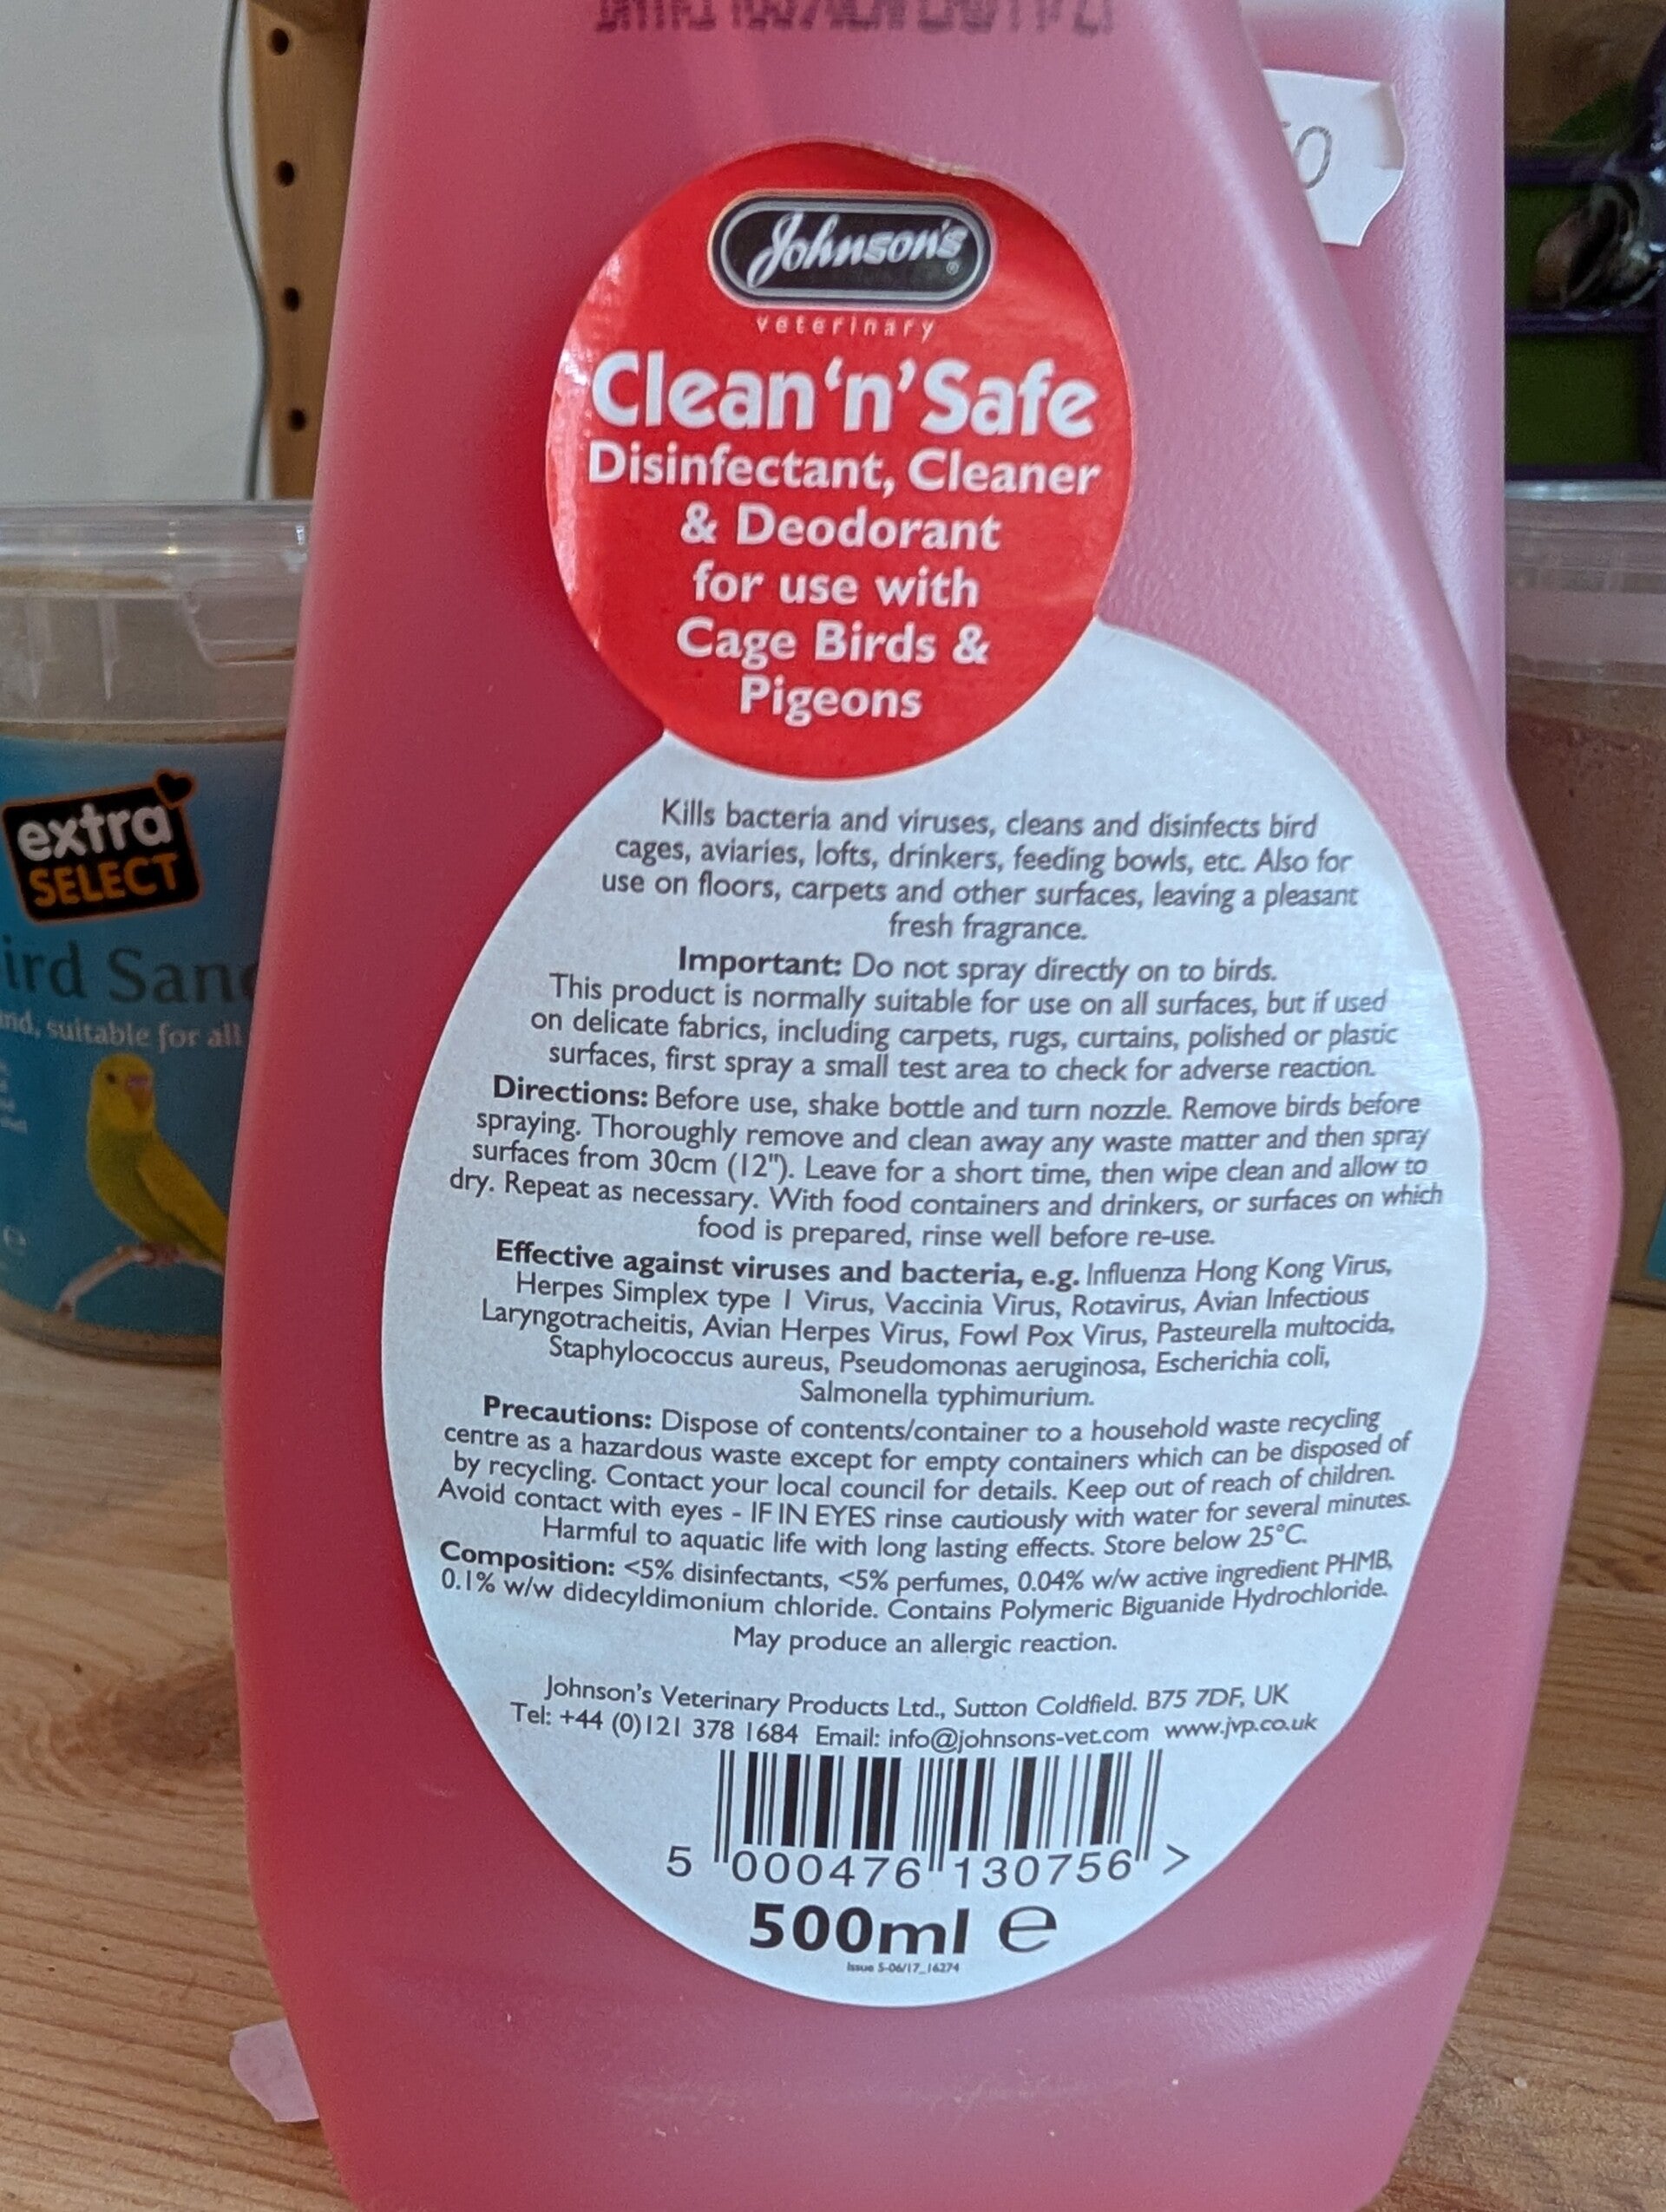 Johnson's
veterinary
Clean 'n' Safe
Disinfectant, Cleaner
& Deodorant
for use with
Cage Birds &
Pigeons
Kills bacteria and viruses, cleans and disinfects bird
cages, aviaries, lofts, drinkers, feeding bowls, etc. Also for
use on floors, carpets and other surfaces, leaving a pleasant
fresh fragrance.
Important: Do not spray directly on to birds.
This product is normally suitable for use on all surfaces, but if used
on delicate fabrics, including carpets, rugs, curtains, polished or plastic
surfaces, first spray a small test area to check for adverse reaction.
Directions: Before use, shake bottle and turn nozzle. Remove birds before
spraying. Thoroughly remove and clean away any waste matter and then spray
surfaces from 30cm (12"). Leave for a short time, then wipe clean and allow to
dry. Repeat as necessary. With food containers and drinkers, or surfaces on which
food is prepared, rinse well before re-use.
Effective against viruses and bacteria, e.g. Influenza Hong Kong Virus,
Herpes Simplex type 1 Virus, Vaccinia Virus, Rotavirus, Avian Infectious
Laryngotracheitis, Avian Herpes Virus, Fowl Pox Virus, Pasteurella multocida,
Staphylococcus aureus, Pseudomonas aeruginosa, Escherichia coli,
Salmonella typhimurium.
Precautions: Dispose of contents/container to a household waste recycling
centre as a hazardous waste except for empty containers which can be disposed of
by recycling. Contact your local council for details. Keep out of reach of children.
Avoid contact with eyes - IF IN EYES rinse cautiously with water for several minutes.
Harmful to aquatic life with long lasting effects. Store below 25°C.
Composition: <5% disinfectants, <5% perfumes, 0.04% w/w active ingredient PHMB,
0.1% w/w didecyldimonium chloride. Contains Polymeric Biguanide Hydrochloride.
May produce an allergic reaction.
Johnson's Veterinary Products Ltd., Sutton Coldfield. B75 7DF, UK
Tel: +44 (0)121 378 1684 Email: info@johnsons-vet.com www.jvp.co.uk
5 000476 130756 >
500ml e
Issue 5-06/17_16274
extra
SELECT
ird San
nd, suitable for all
e